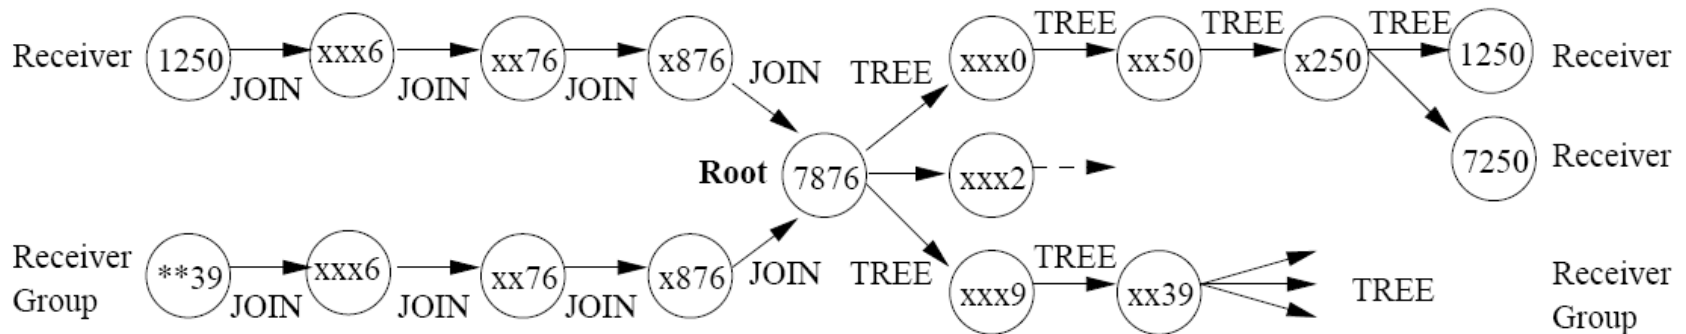 TREE TREE TREE
Receiver 1250 xxx6 xx76 x876 JOIN TREE xxx0 xx50 x250 1250 Receiver
JOIN JOIN JOIN
Root 7876 xxx2 7250 Receiver
Receiver TREE
Group **39 xxx6 xx76 x876 JOIN TREE xxx9 xx39 TREE Receiver
JOIN JOIN JOIN Group